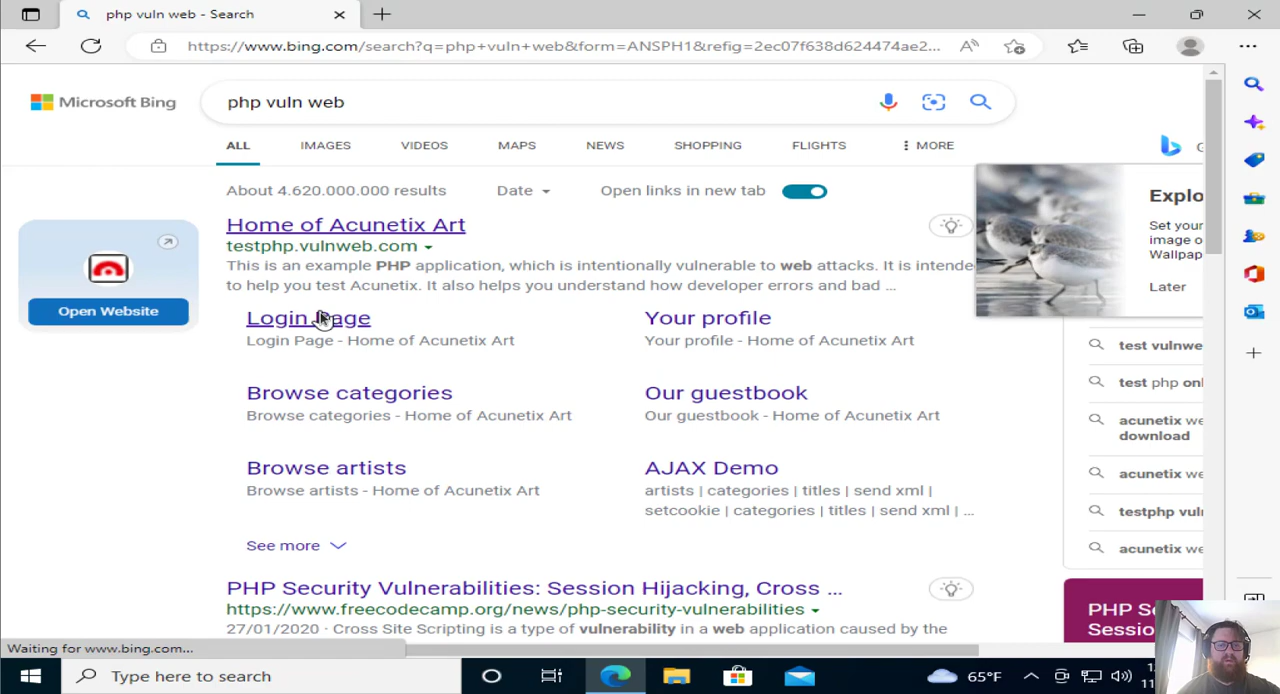 php vuln web - Search
https://www.bing.com/search?q=php+vuln+web&form=ANSPH1&refig=2ec07f638d624474ae2...
Microsoft Bing
php vuln web
ALL IMAGES VIDEOS MAPS NEWS SHOPPING FLIGHTS MORE
About 4.620.000.000 results Date Open links in new tab
Open Website
Home of Acunetix Art
testphp.vulnweb.com
This is an example PHP application, which is intentionally vulnerable to web attacks. It is intende
to help you test Acunetix. It also helps you understand how developer errors and bad ...
Login Page
Login Page - Home of Acunetix Art
Your profile
Your profile - Home of Acunetix Art
Browse categories
Browse categories - Home of Acunetix Art
Our guestbook
Our guestbook - Home of Acunetix Art
Browse artists
Browse artists - Home of Acunetix Art
AJAX Demo
artists | categories | titles | send xml |
setcookie | categories | titles | send xml | ...
See more
PHP Security Vulnerabilities: Session Hijacking, Cross ...
https://www.freecodecamp.org/news/php-security-vulnerabilities
27/01/2020 · Cross Site Scripting is a type of vulnerability in a web application caused by the
Explo
Set your
image o
Wallpap
Later
test vulnwe
test php onl
acunetix we
download
acunetix we
testphp vuln
acunetix we
PHP S
Session
Waiting for www.bing.com...
Type here to search
65°F